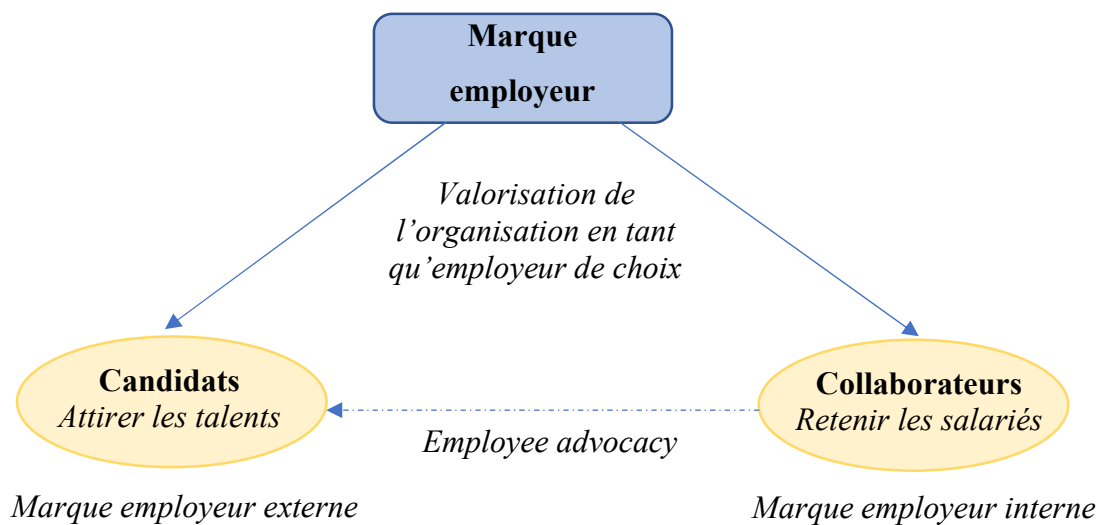 Marque
employeur
Valorisation de
l’organisation en tant
qu’employeur de choix
Candidats
Attirer les talents
Collaborateurs
Retenir les salariés
Employee advocacy
Marque employeur externe
Marque employeur interne